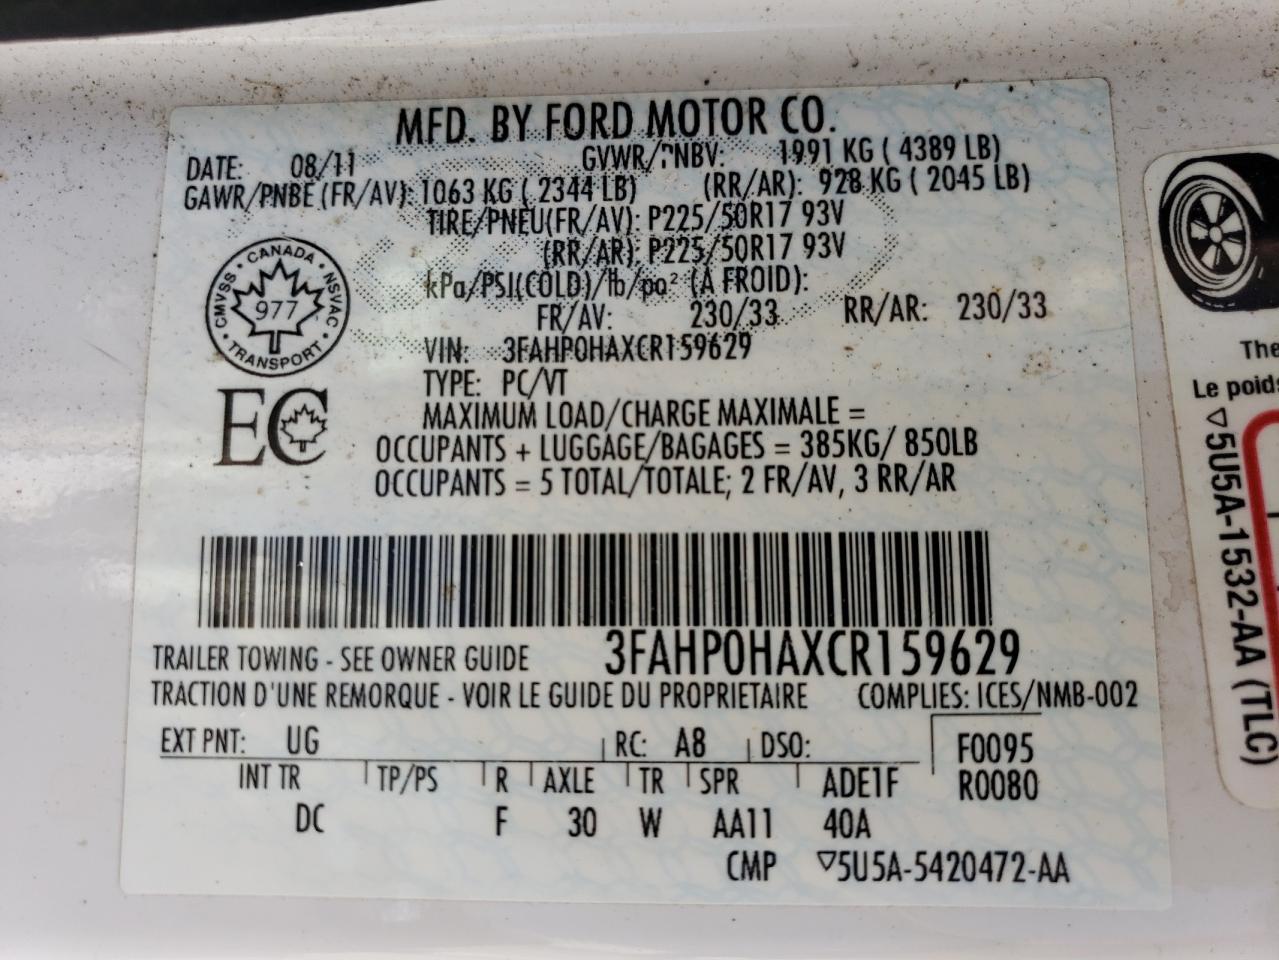 MFD. BY FORD MOTOR CO.
DATE: 08/11 GVWR/PNBV: 1991 KG ( 4389 LB)
GAWR/PNBE (FR/AV): 1063 KG ( 2344 LB) (RR/AR): 928 KG ( 2045 LB)
TIRE/PNEU(FR/AV): P225/50R17 93V
(RR/AR): P225/50R17 93V
kPa/PSI(COLD)/lb/po² (A FROID):
FR/AV: 230/33 RR/AR: 230/33
CMVSS · CANADA · NSVAC · TRANSPORT ·
977
VIN: 3FAHP0HAXCR159629
TYPE: PC/VT
EC
MAXIMUM LOAD/CHARGE MAXIMALE =
OCCUPANTS + LUGGAGE/BAGAGES = 385KG/ 850LB
OCCUPANTS = 5 TOTAL/TOTALE; 2 FR/AV, 3 RR/AR
TRAILER TOWING - SEE OWNER GUIDE 3FAHP0HAXCR159629
TRACTION D'UNE REMORQUE - VOIR LE GUIDE DU PROPRIETAIRE COMPLIES: ICES/NMB-002
EXT PNT: UG RC: A8 DSO: F0095
INT TR TP/PS R AXLE TR SPR ADE1F R0080
DC F 30 W AA11 40A
CMP ▽5U5A-5420472-AA
The
Le poids
▽5U5A-1532-AA (TLC)